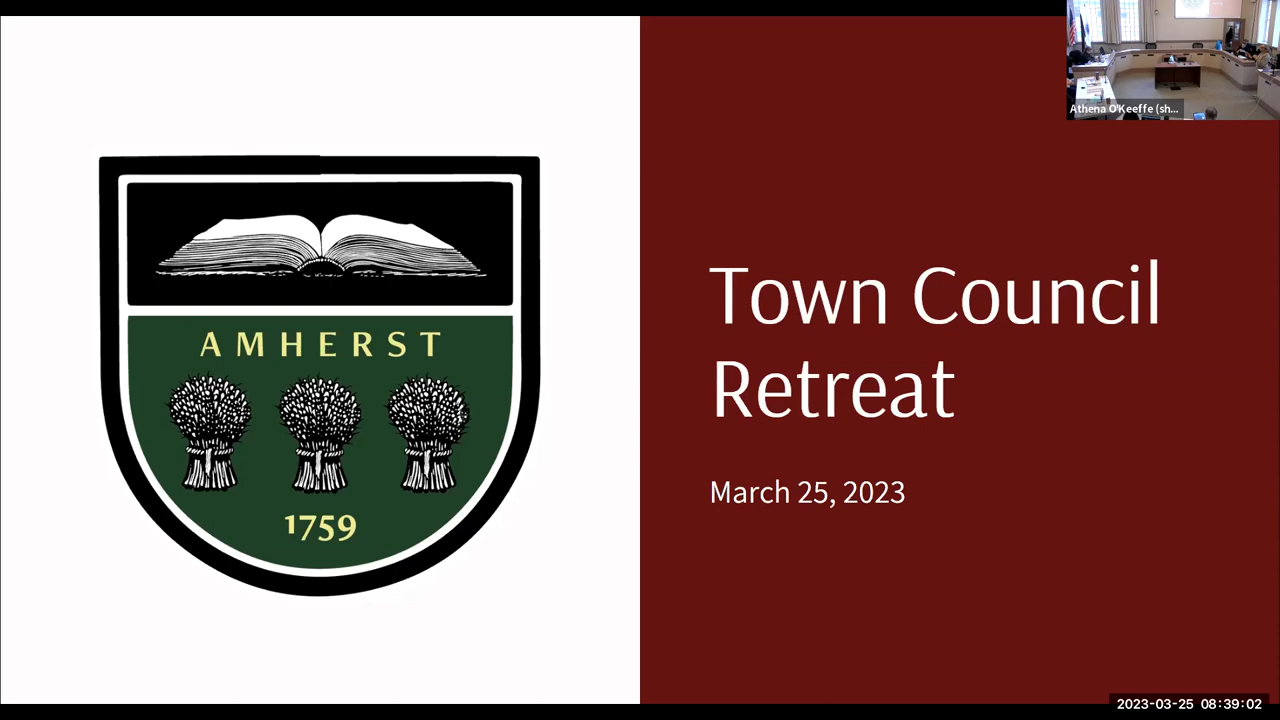 Athena O'Keeffe (sh...
AMHERST
1759
Town Council
Retreat
March 25, 2023
2023-03-25 08:39:02